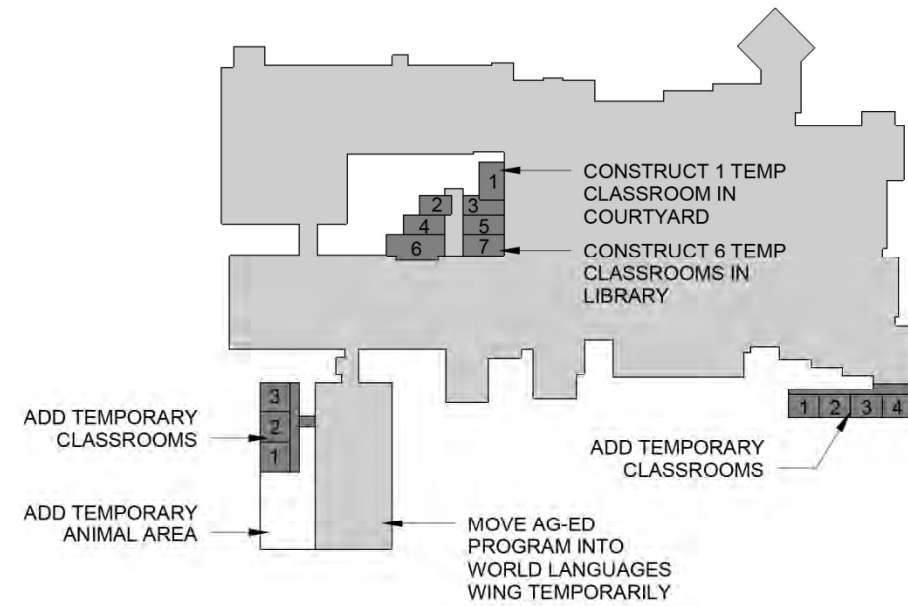 1
CONSTRUCT 1 TEMP
CLASSROOM IN
COURTYARD
2
3
4
5
6
7
CONSTRUCT 6 TEMP
CLASSROOMS IN
LIBRARY
3
2
1
ADD TEMPORARY
CLASSROOMS
1 2 3 4
ADD TEMPORARY
CLASSROOMS
ADD TEMPORARY
ANIMAL AREA
MOVE AG-ED
PROGRAM INTO
WORLD LANGUAGES
WING TEMPORARILY